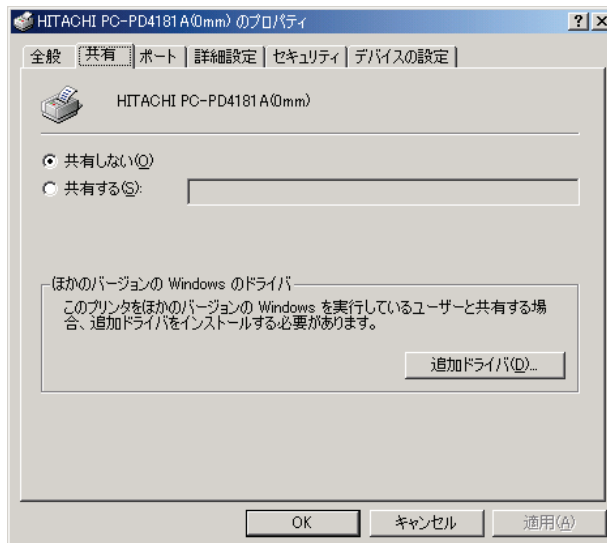 HITACHI PC-PD4181A(0mm) のプロパティ
全般 共有 ポート 詳細設定 セキュリティ デバイスの設定
HITACHI PC-PD4181A(0mm)
共有しない(O)
共有する(S):
ほかのバージョンの Windows のドライバ
このプリンタをほかのバージョンの Windows を実行しているユーザーと共有する場
合、追加ドライバをインストールする必要があります。
追加ドライバ(D)...
OK キャンセル 適用(A)